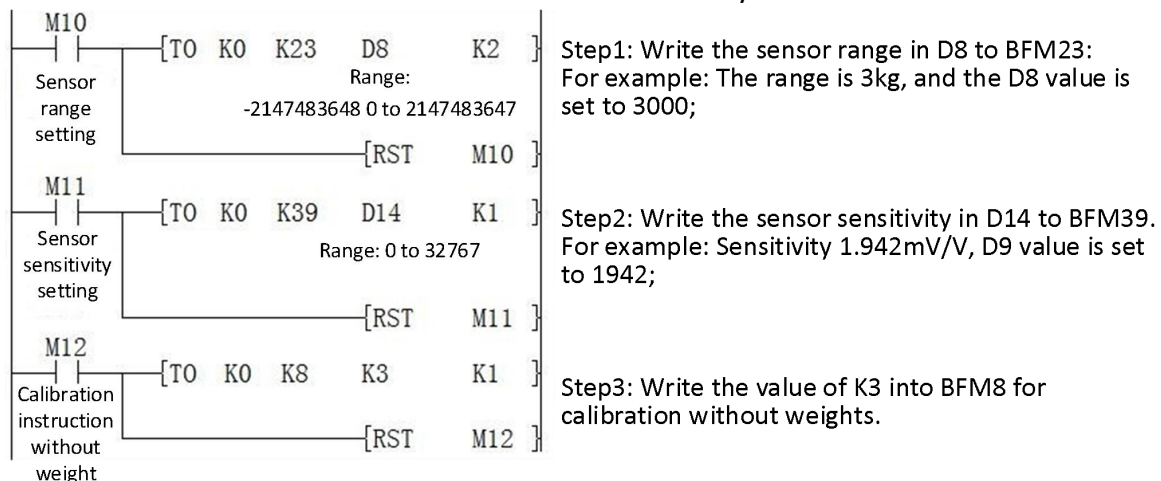 M10
[TO K0 K23 D8 K2 ]
Sensor
range
setting
Range:
-2147483648 0 to 2147483647
[RST M10 ]
Step1: Write the sensor range in D8 to BFM23:
For example: The range is 3kg, and the D8 value is
set to 3000;
M11
[TO K0 K39 D14 K1 ]
Sensor
sensitivity
setting
Range: 0 to 32767
[RST M11 ]
Step2: Write the sensor sensitivity in D14 to BFM39.
For example: Sensitivity 1.942mV/V, D9 value is set
to 1942;
M12
[TO K0 K8 K3 K1 ]
Calibration
instruction
without
weight
[RST M12 ]
Step3: Write the value of K3 into BFM8 for
calibration without weights.